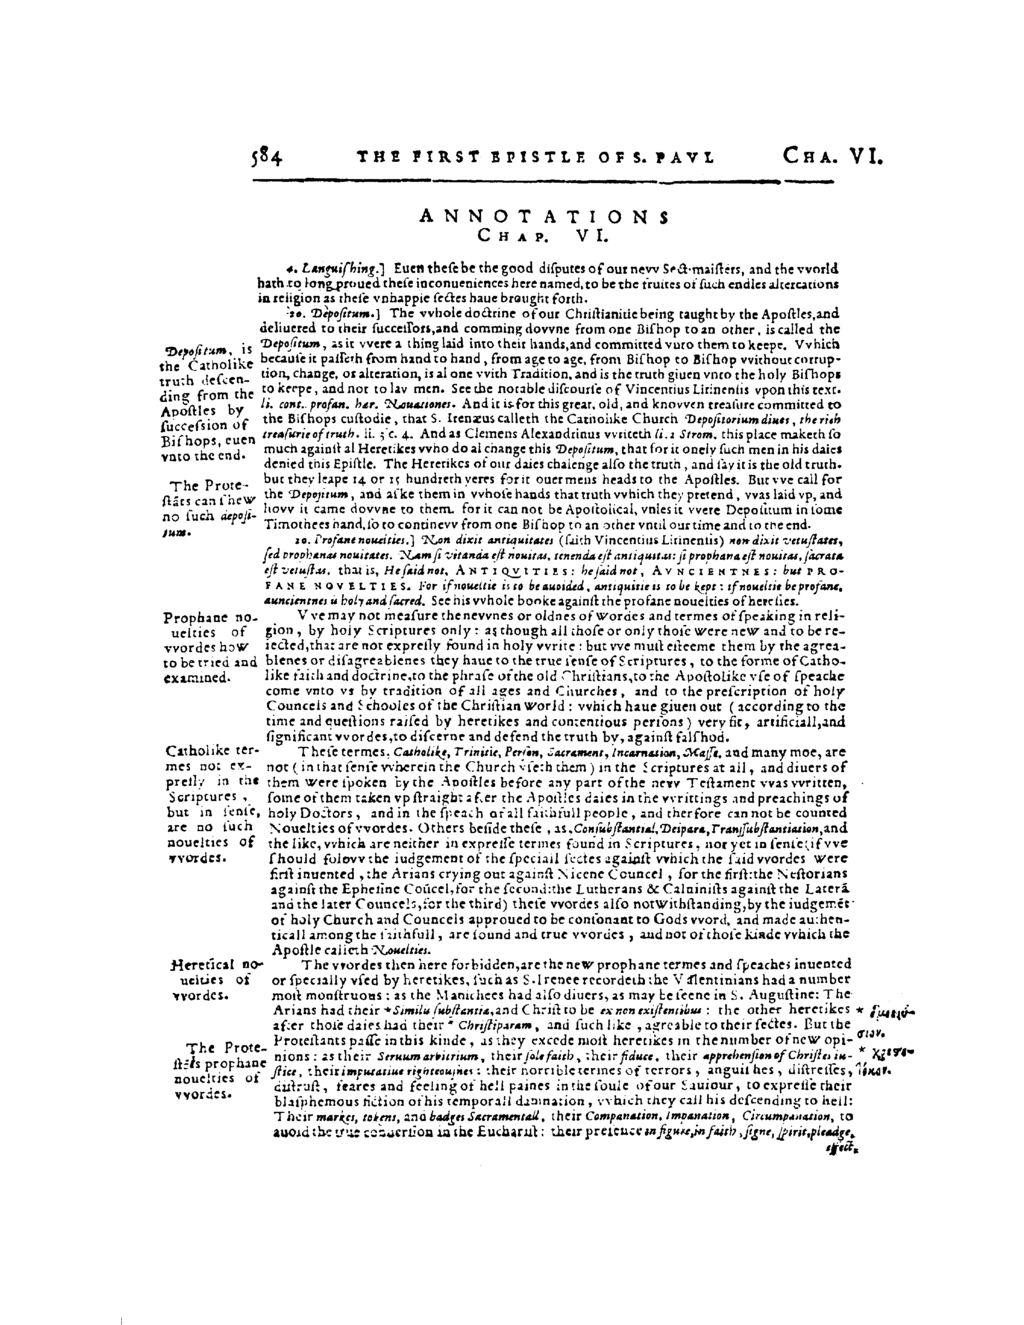 584 THE FIRST EPISTLE OF S. PAVL CHA. VI.
ANNOTATIONS
CHAP. VI.
4. Languiſhing.] Euen theſe be the good diſputes of our nevv Sect-maiſters, and the vvorld
hath to long proued theſe inconueniences here named, to be the fruites of ſuch endles altercations
in religion as theſe vnhappie ſectes haue brought forth.
20. Depoſitum.] The vvhole doctrine of our Chriſtianitie being taught by the Apoſtles, and
deliuered to their ſucceſſors, and comming dovvne from one Biſhop to an other, is called the
Depoſitum, as it vvere a thing laid into their hands, and committed vnto them to keepe. Vvhich
becauſe it paſſeth from hand to hand, from age to age, from Biſhop to Biſhop vvithout corrup-
tion, change, or alteration, is al one vvith Tradition, and is the truth giuen vnto the holy Biſhops
to keepe, and not to lay men. See the notable diſcourſe of Vincentius Lirinenſis vpon this text.
li. cont. profan. hær. Nouationes. And it is for this great, old, and knovven treaſure committed to
the Biſhops cuſtodie, that S. Irenæus calleth the Catholike Church Depoſitorium diues, the rich
treaſurie of truth. li. 3 c. 4. And as Clemens Alexandrinus vvriteth li. 2 Strom. this place maketh ſo
much againſt al Heretikes vvho do al change this Depoſitum, that for it onely ſuch men in his daies
denied this Epiſtle. The Heretikes of our daies chalenge alſo the truth, and ſay it is the old truth.
but they leape 14 or 15 hundreth yeres for it ouer mens heads to the Apoſtles. But vve call for
the Depoſitum, and aſke them in vvhoſe hands that truth vvhich they pretend, vvas laid vp, and
hovv it came dovvne to them. for it can not be Apoſtolical, vnles it vvere Depoſitum in ſome
Timothees hand, ſo to continevv from one Biſhop to an other vntil our time and to the end.
Depoſitum, is
the Catholike
truth deſcen-
ding from the
Apoſtles by
ſucceſsion of
Biſhops, euen
vnto the end.
The Prote-
ſtāts can ſhew
no ſuch depoſi-
tum.
20. Profane nouelties.] Non dixit antiquitates (ſaith Vincentius Lirinenſis) non dixit vetuſtates,
ſed prophanas nouitates. Nam ſi vitanda eſt nouitas, tenenda eſt antiquitas: ſi prophana eſt nouitas, ſacrata
eſt vetuſtas. that is, He ſaid not, ANTIQVITIES: he ſaid not, AVNCIENTNES: but PRO-
FANE NOVELTIES. For if noueltie is to be auoided, antiquitie is to be kept: if noueltie be profane,
auncientnes is holy and ſacred. See his vvhole booke againſt the profane nouelties of hereſies.
Vve may not meaſure the nevvnes or oldnes of wordes and termes of ſpeaking in reli-
gion, by holy Scriptures only: as though all thoſe or only thoſe were new and to be re-
iected, that are not expreſly found in holy vvrite: but vve muſt eſteeme them by the agrea-
blenes or diſagreablenes they haue to the true ſenſe of Scriptures, to the forme of Catho-
like faith and doctrine, to the phraſe of the old Chriſtians, to the Apoſtolike vſe of ſpeache
come vnto vs by tradition of all ages and Churches, and to the preſcription of holy
Councels and Schooles of the Chriſtian world: vvhich haue giuen out (according to the
time and queſtions raiſed by heretikes and contentious perſons) very fit, artificiall, and
ſignificant vvordes, to diſcerne and defend the truth by, againſt falſhod.
Prophane no-
uelties of
vvordes how
to be tried and
examined.
Theſe termes, Catholike, Trinitie, Perſon, Sacrament, Incarnation, Maſſe, and many moe, are
not (in that ſenſe vvherein the Church vſeth them) in the Scriptures at all, and diuers of
them were ſpoken by the Apoſtles before any part of the nevv Teſtament vvas vvritten,
ſome of them taken vp ſtraight after the Apoſtles daies in the vvrittings and preachings of
holy Doctors, and in the ſpeach of all faithfull people, and therfore can not be counted
Nouelties of vvordes. Others beſide theſe, as, Conſubſtantial, Deipara, Tranſubſtantiation, and
the like, vvhich are neither in expreſſe termes found in Scriptures, nor yet in ſenſe (if vve
ſhould folovv the iudgement of the ſpeciall ſectes againſt vvhich the ſaid vvordes were
firſt inuented, the Arians crying out againſt Nicene Councel, for the firſt: the Neſtorians
againſt the Epheſine Coūcel, for the ſecond: the Lutherans & Caluiniſts againſt the Laterā
and the later Councels, for the third) theſe vvordes alſo notwithſtanding, by the iudgemēt
of holy Church and Councels approued to be conſonant to Gods vvord, and made authen-
ticall among the faithfull, are ſound and true vvordes, and not of thoſe kinde vvhich the
Apoſtle calleth Nouelties.
Catholike ter-
mes not ex-
preſly in the
Scriptures,
but in ſenſe,
are no ſuch
nouelties of
vvordes.
The vvordes then here forbidden, are the new prophane termes and ſpeaches inuented
or ſpecially vſed by heretikes, ſuch as S. Irenee recordeth the Valentinians had a number
moſt monſtruous: as the Manichees had alſo diuers, as may be ſeene in S. Auguſtine: The
Arians had their *Similis ſubſtantia, and Chriſt to be ex non exiſtentibus: the other heretikes
after thoſe daies had their * Chriſtiparam, and ſuch like, agreable to their ſectes. But the
Proteſtants paſſe in this kinde, as they excede moſt heretikes in the number of new opi-
nions: as their Seruum arbitrium, their ſole faith, their fiduce, their apprehenſion of Chriſtes iu-
ſtice, their imputatiue righteouſnes: their horrible termes of terrors, anguiſhes, diſtreſſes,
diſtruſt, feares and feeling of hell paines in the ſoule of our Sauiour, to expreſſe their
blaſphemous fiction of his temporall damnation, vvhich they call his deſcending to hell:
Their markes, tokens, and badges Sacramentall, their Companation, Impanation, Circumpanation, to
auoid the true conuerſion in the Euchariſt: their preſence in figure, in faith, ſigne, ſpirit, pleadge,
effect,
Heretical no-
uelties of
vvordes.
The Prote-
ſtāts prophane
nouelties of
vvordes.
* ὁμοιού-
σιον.
* χριστο-
τόκον.